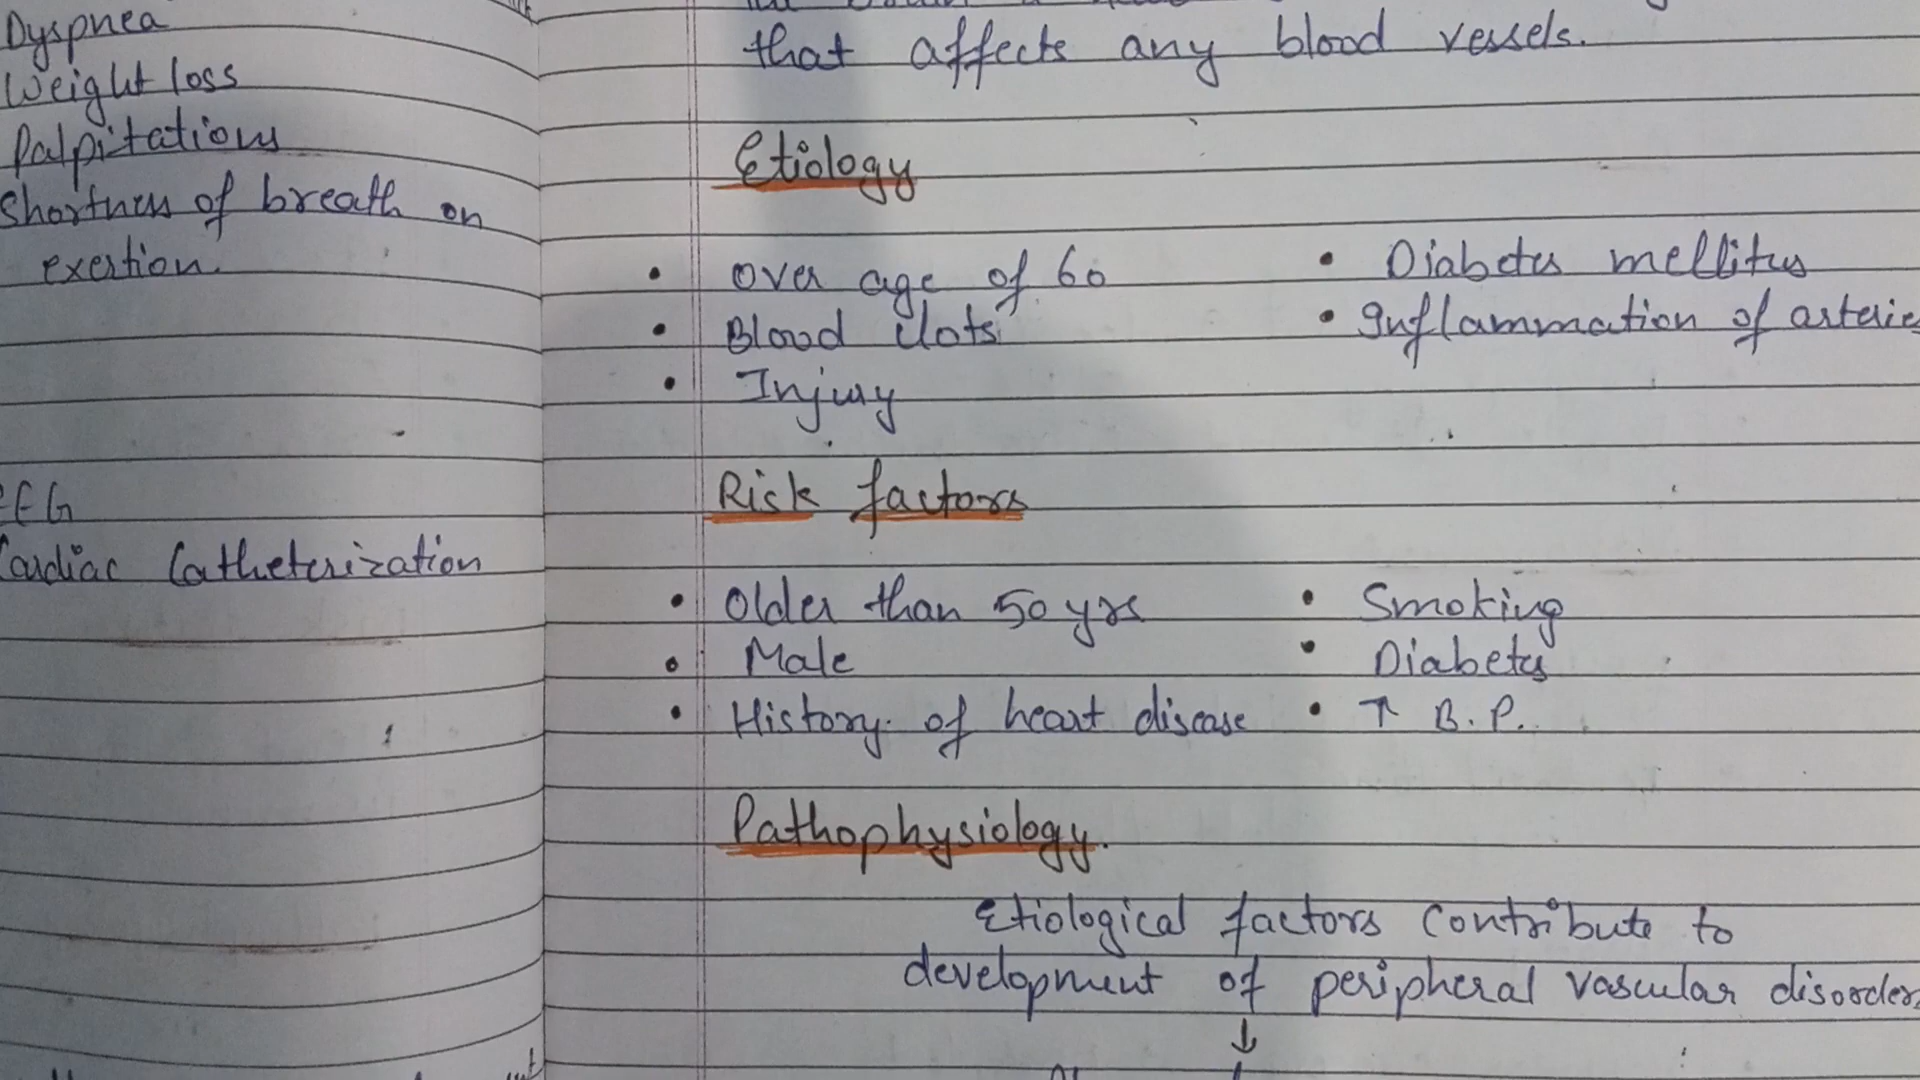 Dyspnea
Weight loss
Palpitations
Shortness of breath on
exertion.
EEG
Cardiac Catheterization
that affects any blood vessels.
Etiology
• Over age of 60 • Diabetes mellitus
• Blood clots • Inflammation of arteries
• Injury
Risk factors
• Older than 50 yrs • Smoking
• Male • Diabetes
• History of heart disease • ↑ B.P.
Pathophysiology.
Etiological factors contribute to
development of peripheral vascular disorder
↓